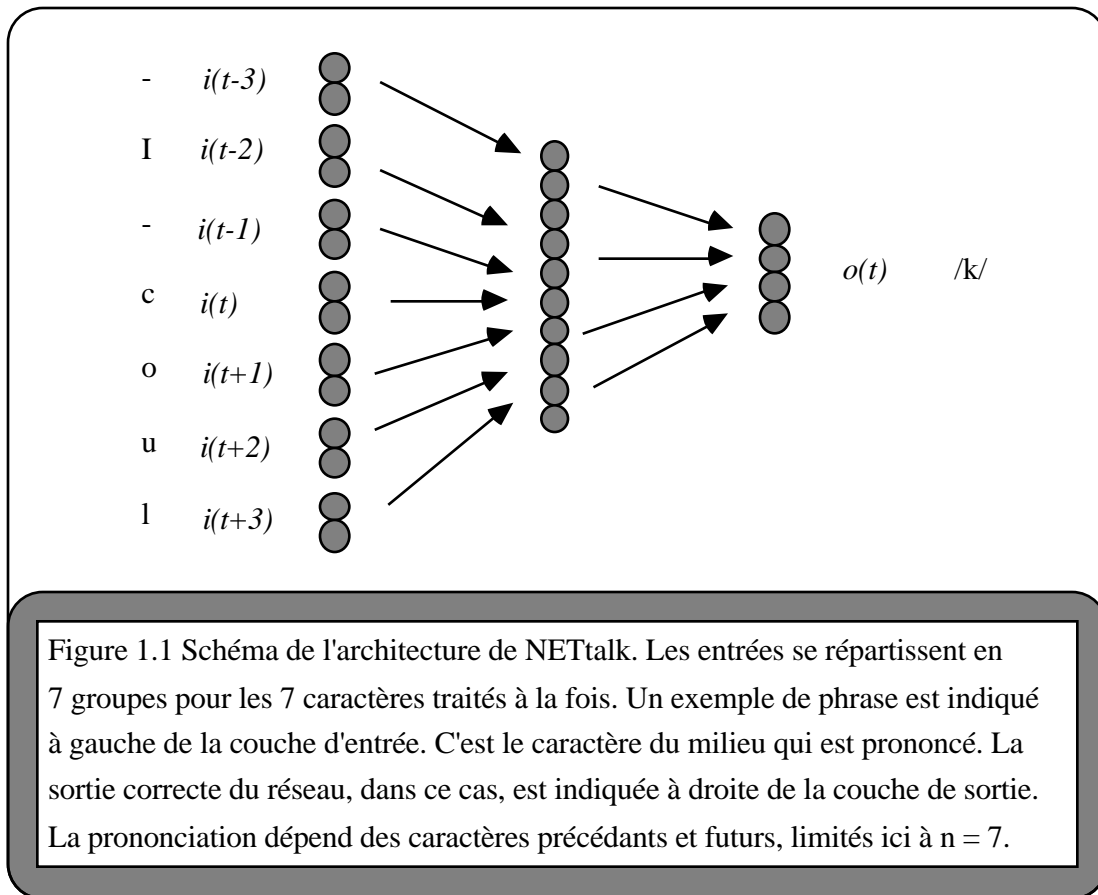 - i(t-3)
I i(t-2)
- i(t-1)
c i(t)
o(t) /k/
o i(t+1)
u i(t+2)
l i(t+3)
Figure 1.1 Schéma de l'architecture de NETtalk. Les entrées se répartissent en
7 groupes pour les 7 caractères traités à la fois. Un exemple de phrase est indiqué
à gauche de la couche d'entrée. C'est le caractère du milieu qui est prononcé. La
sortie correcte du réseau, dans ce cas, est indiquée à droite de la couche de sortie.
La prononciation dépend des caractères précédants et futurs, limités ici à n = 7.